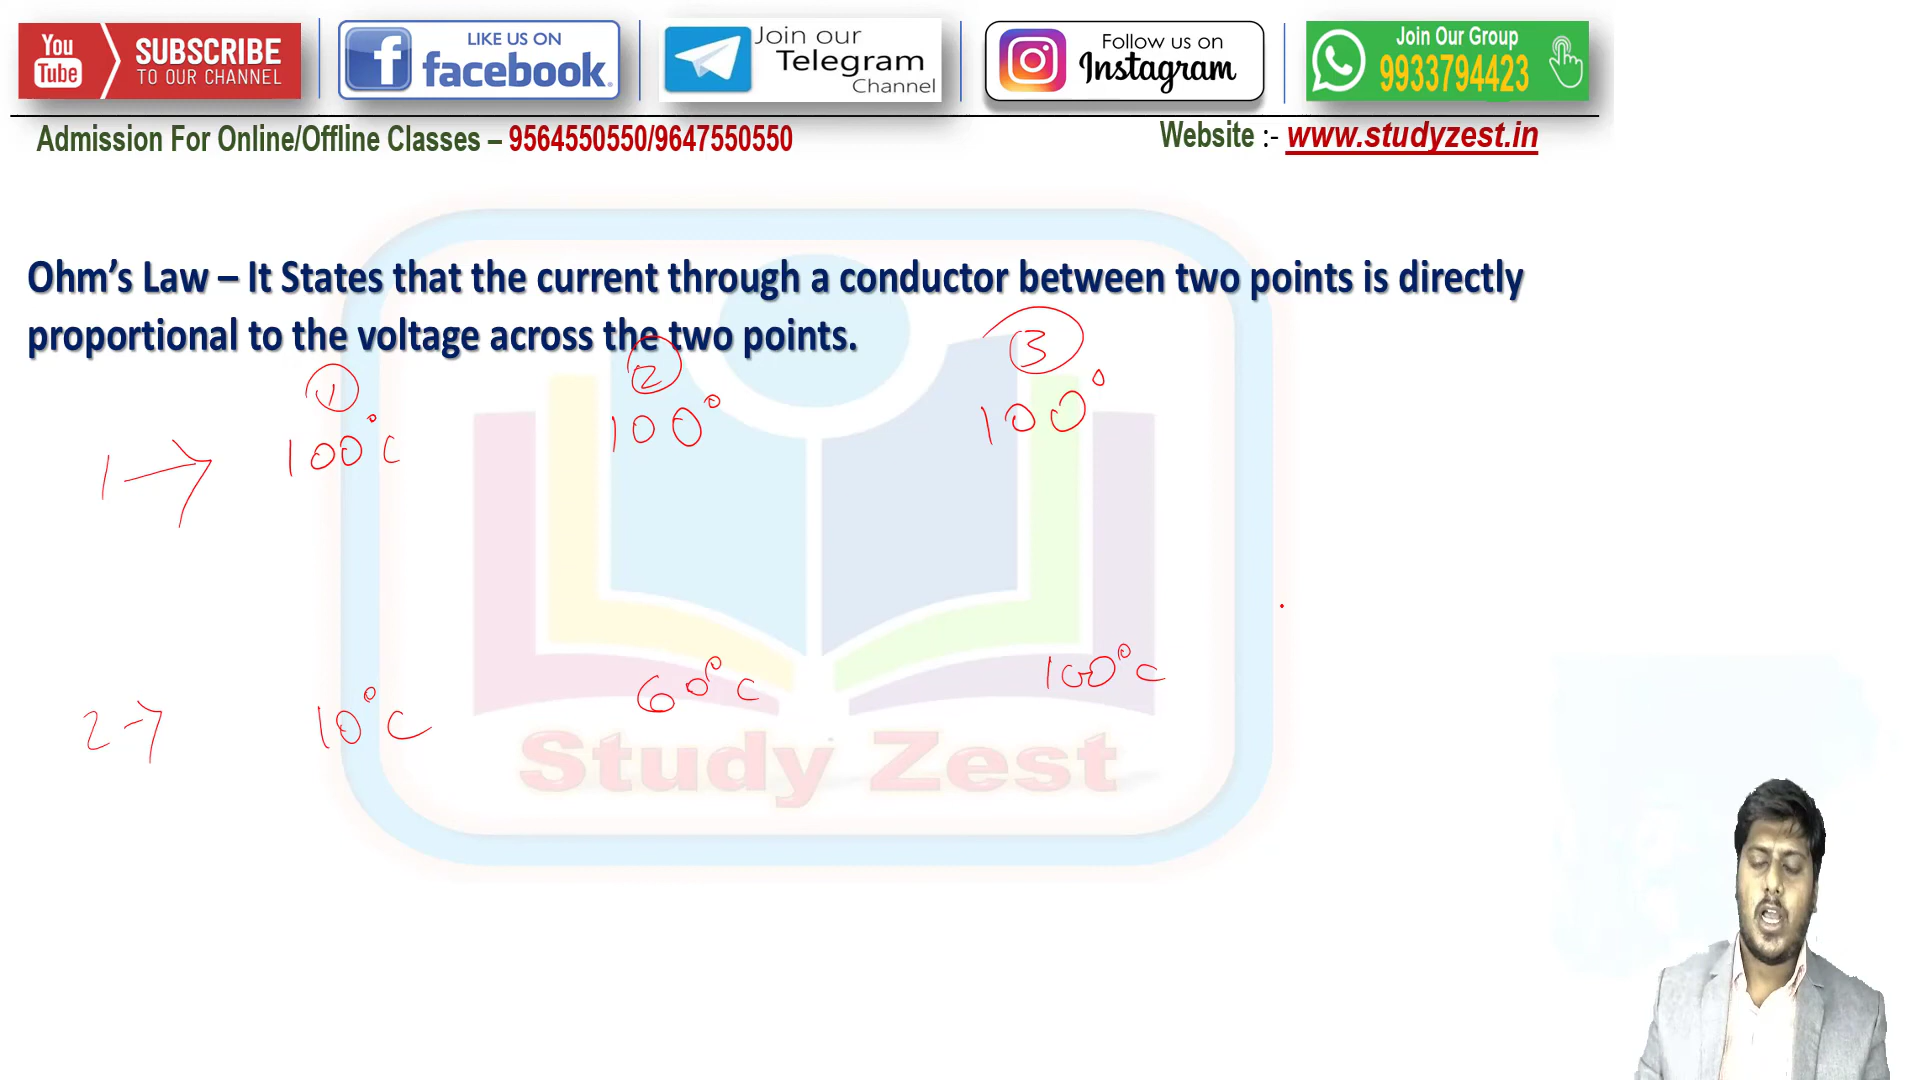 You Tube SUBSCRIBE TO OUR CHANNEL
LIKE US ON facebook.
Join our Telegram Channel
Follow us on Instagram
Join Our Group 9933794423
Admission For Online/Offline Classes – 9564550550/9647550550
Website :- www.studyzest.in
Ohm's Law – It States that the current through a conductor between two points is directly
proportional to the voltage across the two points.
1 2 3
1 → 100°C 100° 100°
2 → 10°C 60°C 100°C
Study Zest